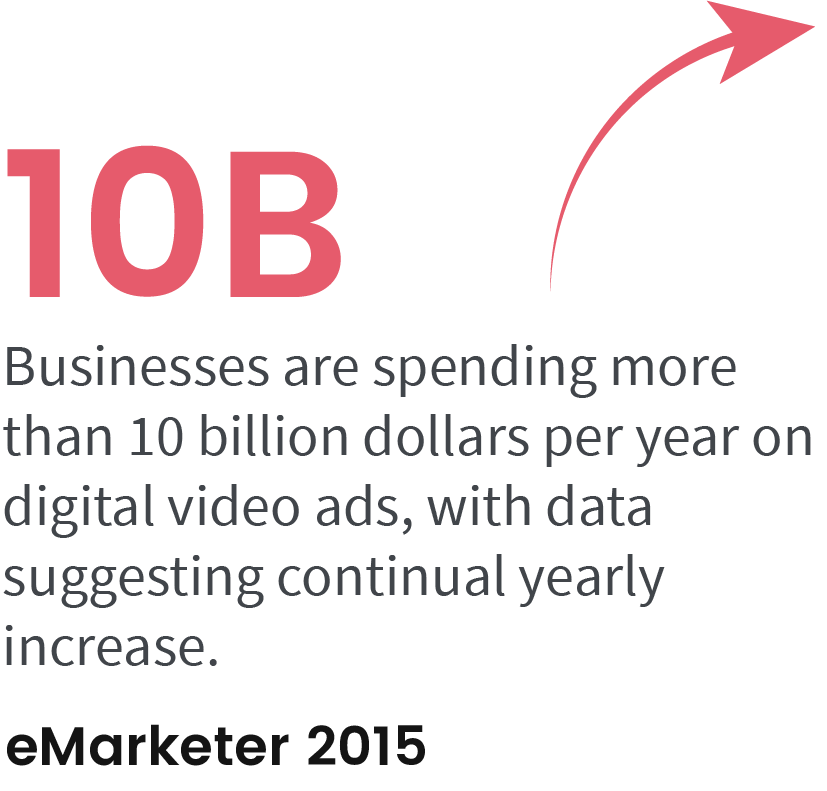 10B
Businesses are spending more
than 10 billion dollars per year on
digital video ads, with data
suggesting continual yearly
increase.
eMarketer 2015